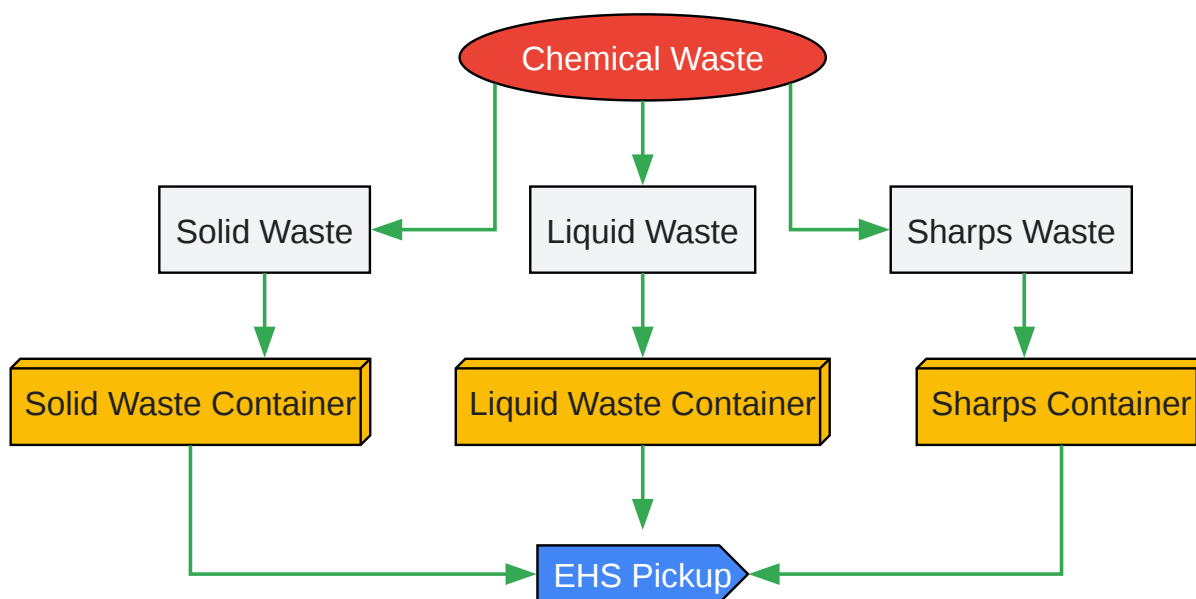 Chemical Waste
Solid Waste
Liquid Waste
Sharps Waste
Solid Waste Container
Liquid Waste Container
Sharps Container
EHS Pickup